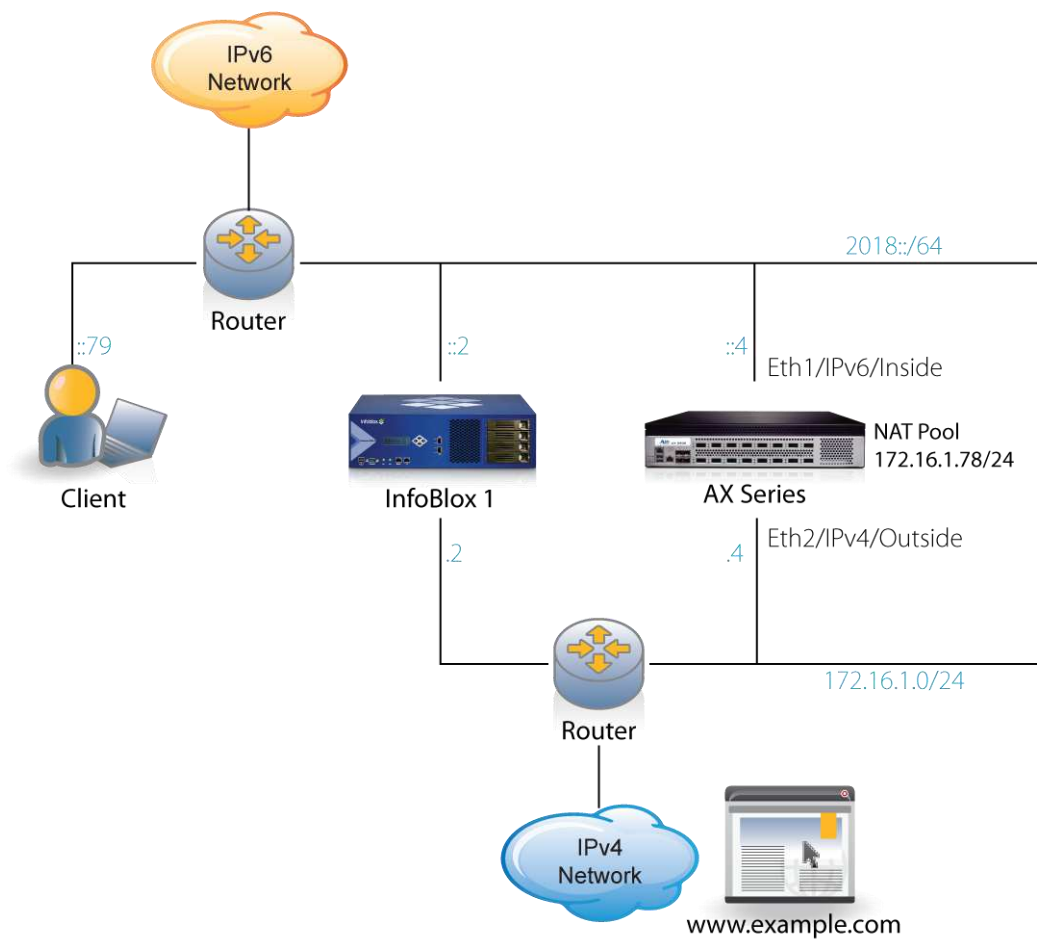 IPv6
Network
2018::/64
Router
::79
::2
::4
Eth1/IPv6/Inside
InfoBlox
NAT Pool
172.16.1.78/24
Client
InfoBlox 1
AX Series
.2
.4
Eth2/IPv4/Outside
172.16.1.0/24
Router
IPv4
Network
www.example.com